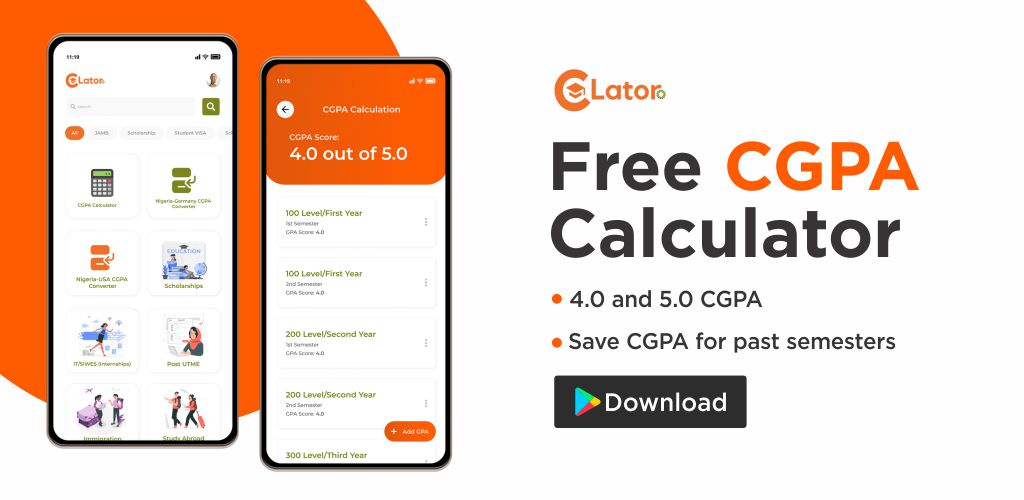 11:19
CLator
Search
All
JAMB
Scholarship
Student VISA
CGPA Calculator
Nigeria-Germany CGPA
Converter
Nigeria-USA CGPA
Converter
EDUCATION
Scholarships
IT/SIWES (Internships)
Post UTME
Immigration
Study Abroad
11:19
CGPA Calculation
CGPA Score:
4.0 out of 5.0
100 Level/First Year
1st Semester
GPA Score: 4.0
100 Level/First Year
2nd Semester
GPA Score: 4.0
200 Level/Second Year
1st Semester
GPA Score: 4.0
200 Level/Second Year
2nd Semester
GPA Score: 4.0
+ Add GPA
300 Level/Third Year
CLator
Free CGPA
Calculator
• 4.0 and 5.0 CGPA
• Save CGPA for past semesters
Download